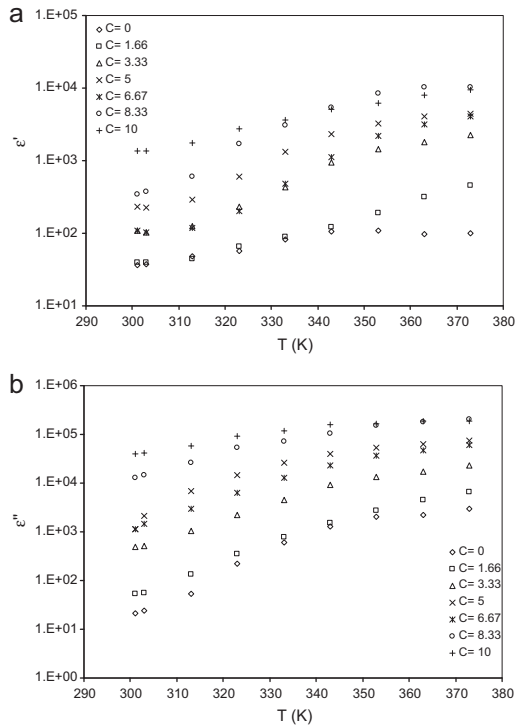 a
1.E+05
1.E+04
1.E+03
1.E+02
1.E+01
ε'
C= 0
C= 1.66
C= 3.33
C= 5
C= 6.67
C= 8.33
C= 10
290 300 310 320 330 340 350 360 370 380
T (K)
b
1.E+06
1.E+05
1.E+04
1.E+03
1.E+02
1.E+01
1.E+00
ε"
C= 0
C= 1.66
C= 3.33
C= 5
C= 6.67
C= 8.33
C= 10
290 300 310 320 330 340 350 360 370 380
T (K)